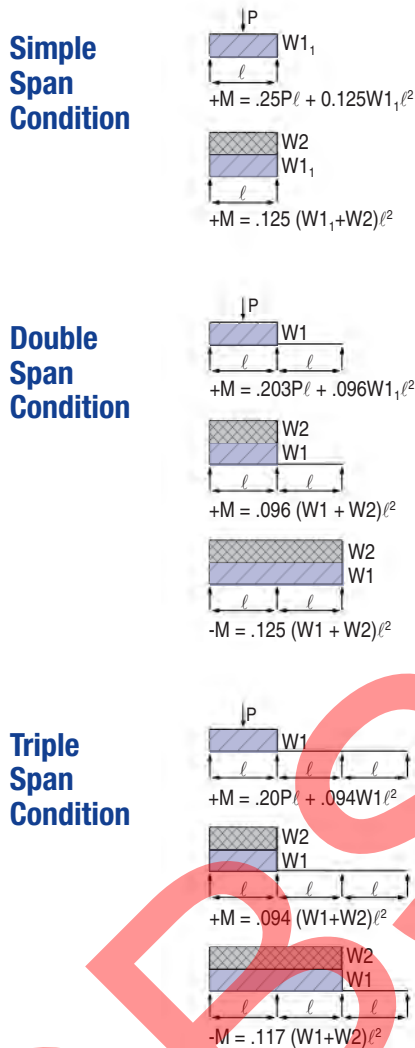 Simple
Span
Condition
P
W1₁
ℓ
+M = .25Pℓ + 0.125W1₁ℓ²
W2
W1₁
ℓ
+M = .125 (W1₁+W2)ℓ²
Double
Span
Condition
P
W1
ℓ ℓ
+M = .203Pℓ + .096W1₁ℓ²
W2
W1
ℓ ℓ
+M = .096 (W1 + W2)ℓ²
W2
W1
ℓ ℓ
-M = .125 (W1 + W2)ℓ²
Triple
Span
Condition
P
W1
ℓ ℓ ℓ
+M = .20Pℓ + .094W1ℓ²
W2
W1
ℓ ℓ ℓ
+M = .094 (W1+W2)ℓ²
W2
W1
ℓ ℓ ℓ
-M = .117 (W1+W2)ℓ²